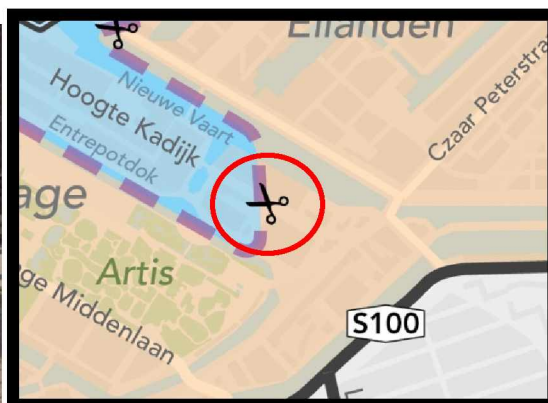 Eilanden
Czaar Peterstra
Nieuwe Vaart
Hoogte Kadijk
Entrepotdok
age
Artis
ge Middenlaan
S100
L